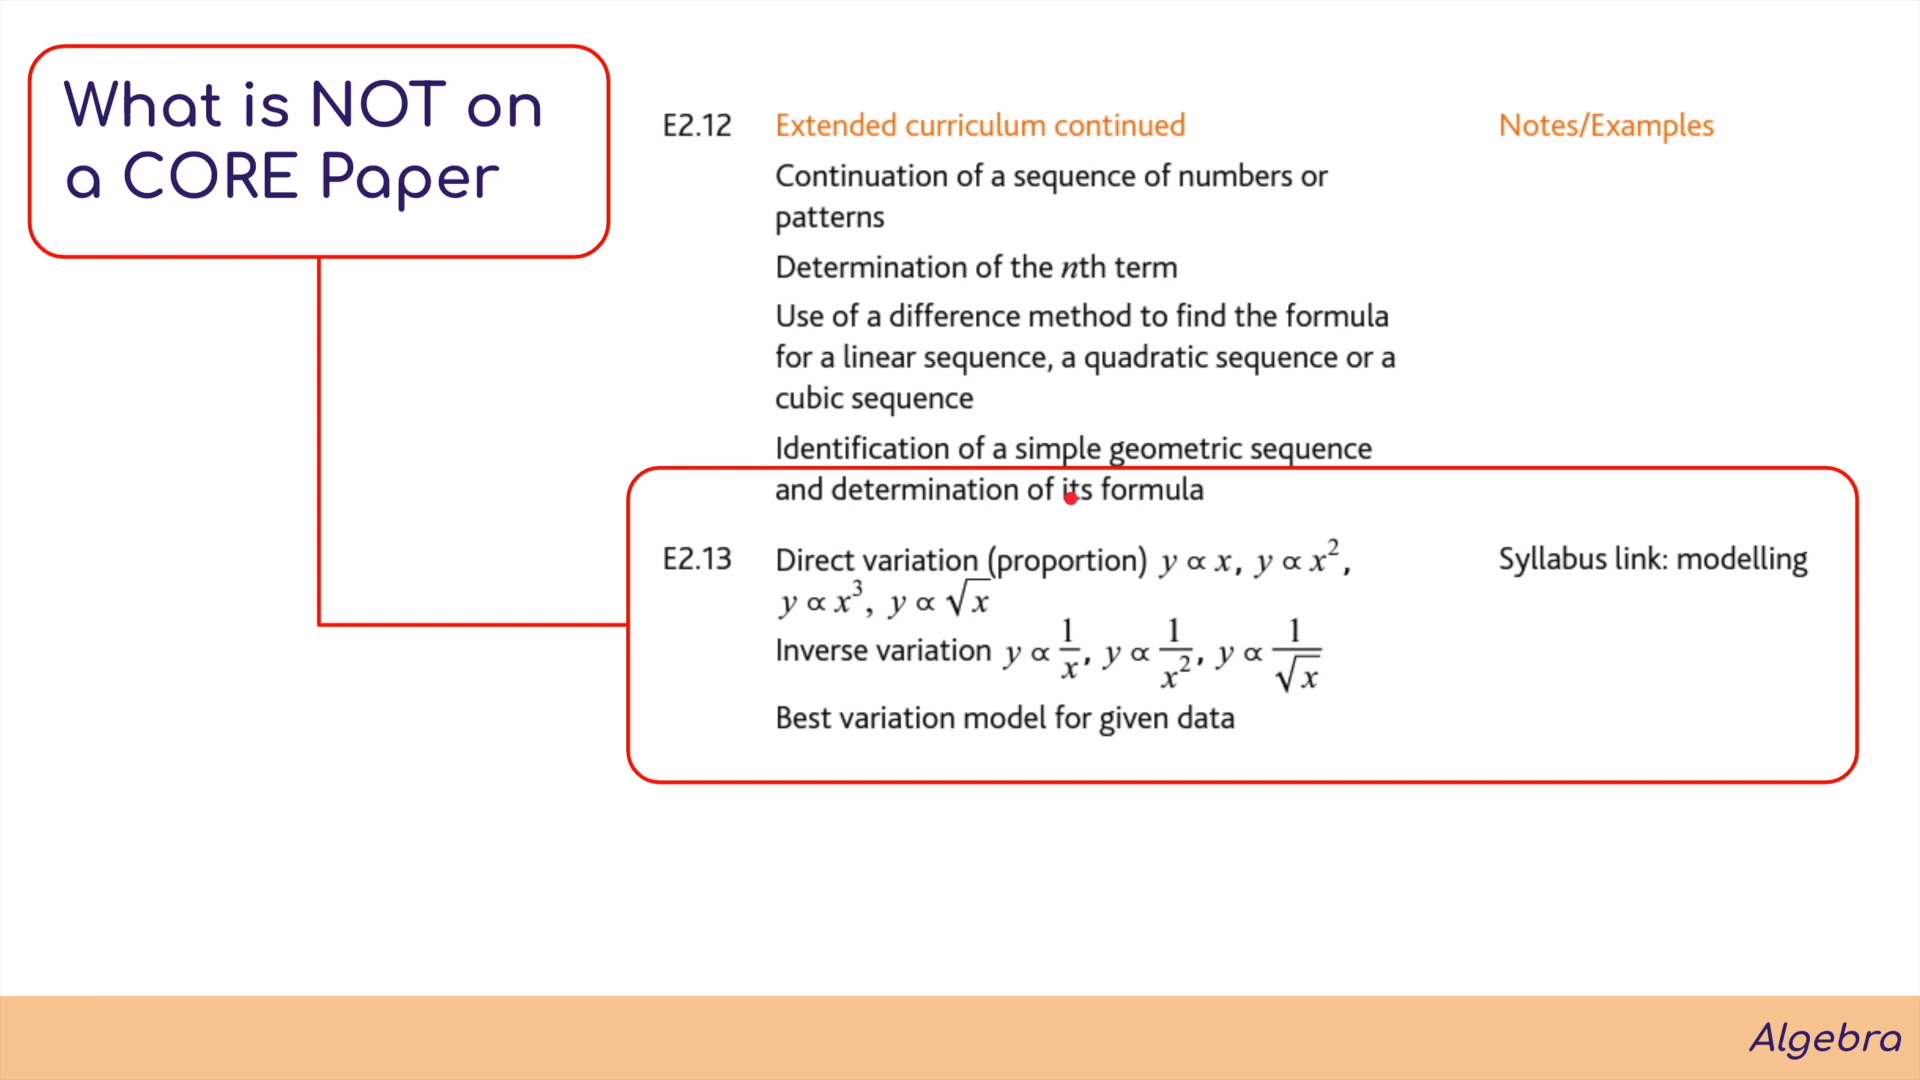 What is NOT on
a CORE Paper
E2.12 Extended curriculum continued Notes/Examples
Continuation of a sequence of numbers or
patterns
Determination of the nth term
Use of a difference method to find the formula
for a linear sequence, a quadratic sequence or a
cubic sequence
Identification of a simple geometric sequence
and determination of its formula
E2.13 Direct variation (proportion) y ∝ x, y ∝ x², Syllabus link: modelling
y ∝ x³, y ∝ √x
Inverse variation y ∝ 1/x, y ∝ 1/x², y ∝ 1/√x
Best variation model for given data
Algebra